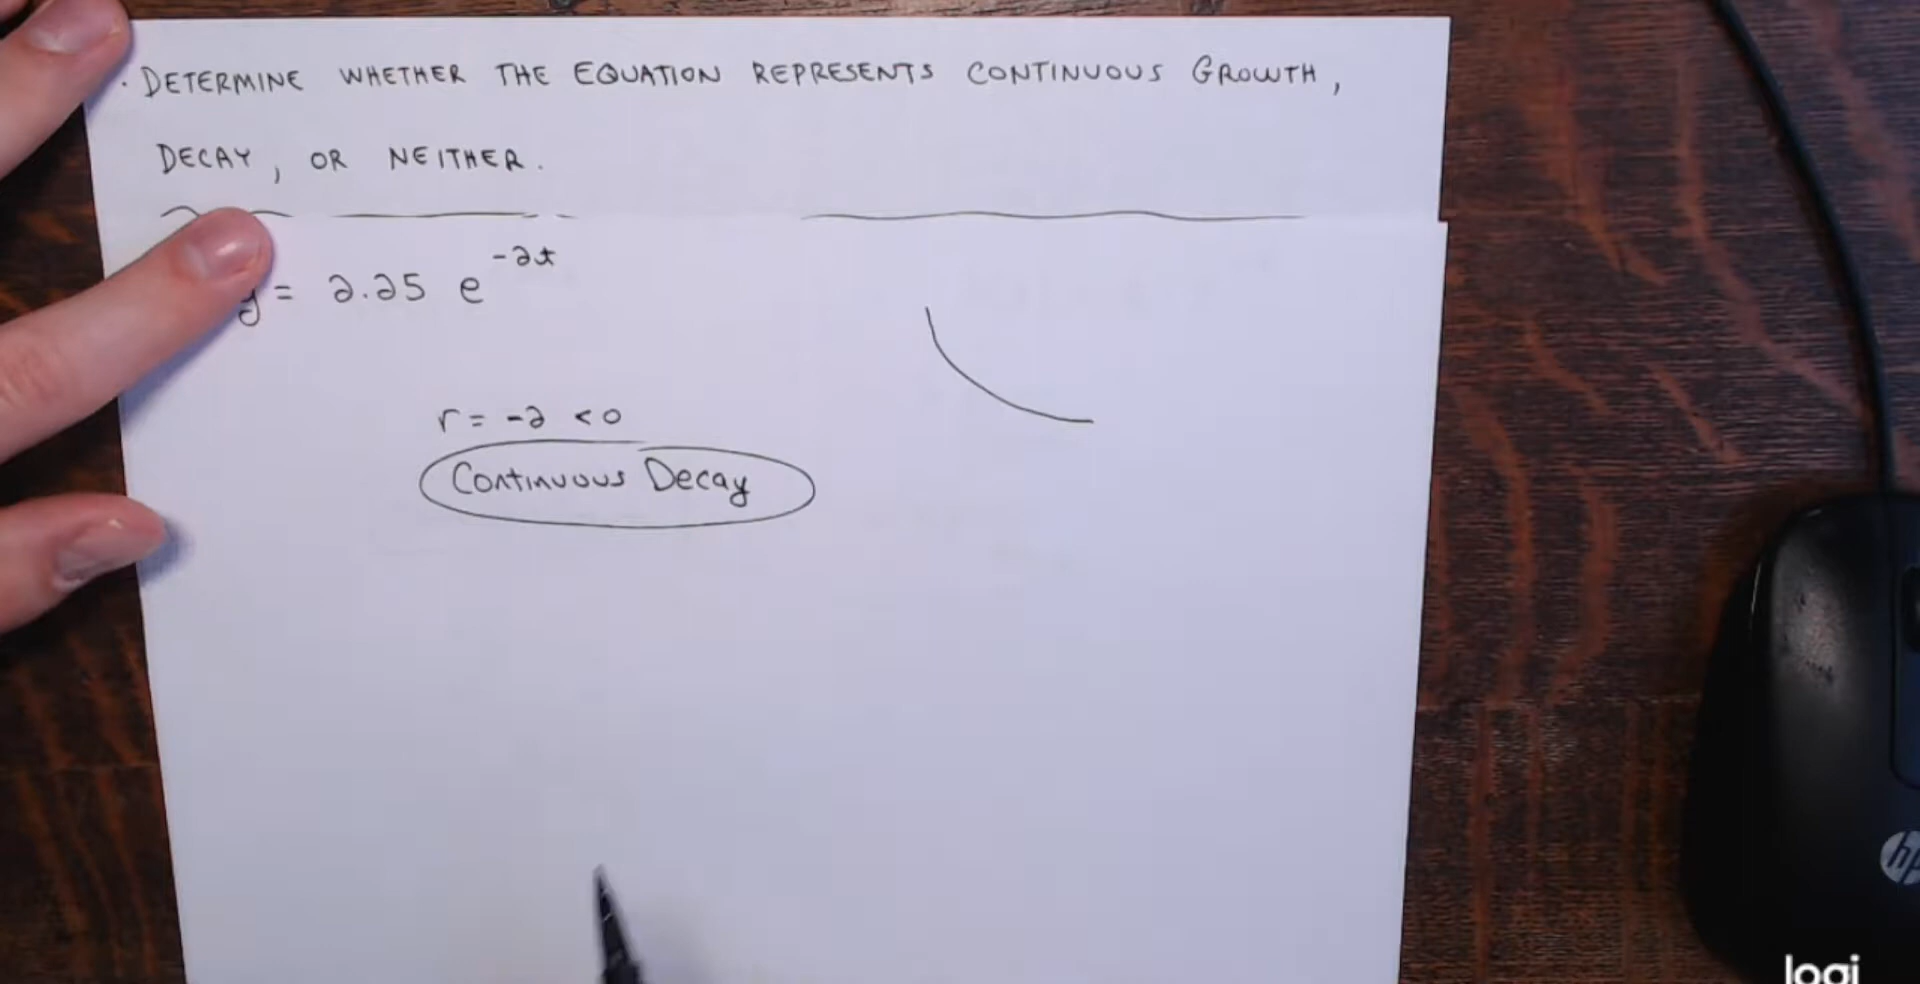 · DETERMINE WHETHER THE EQUATION REPRESENTS CONTINUOUS GROWTH,
DECAY, OR NEITHER.
y = 2.25 e^{-2t}
r = -2 < 0
Continuous Decay
hp
logi